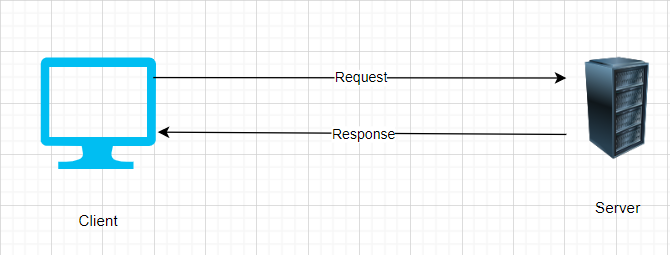 Request
Response
Client
Server